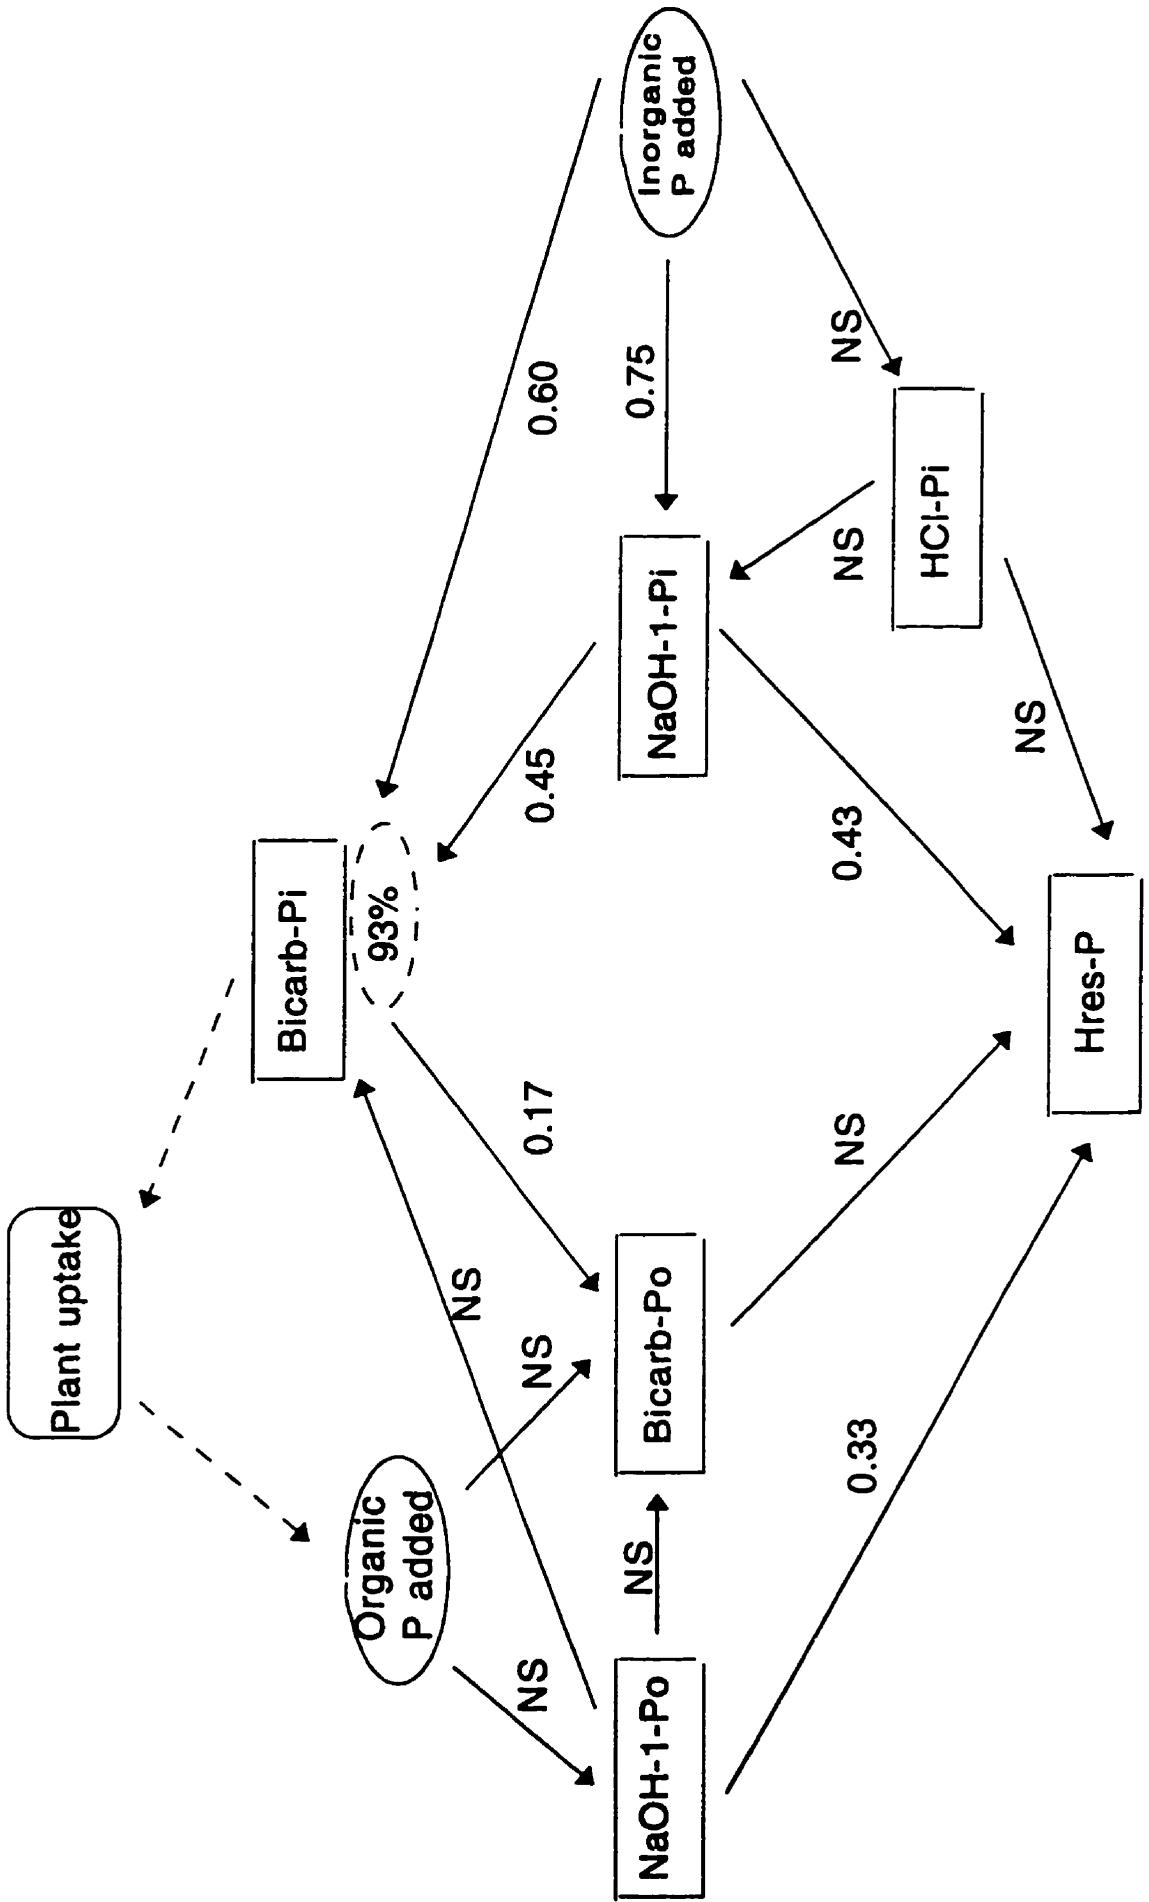 Plant uptake
Bicarb-Pi
93%
Organic
P added
Inorganic
P added
NS
NS
NS
0.17
0.45
0.60
NaOH-1-Po
NS
Bicarb-Po
NaOH-1-Pi
0.75
0.33
NS
0.43
NS
NS
HCl-Pi
NS
Hres-P